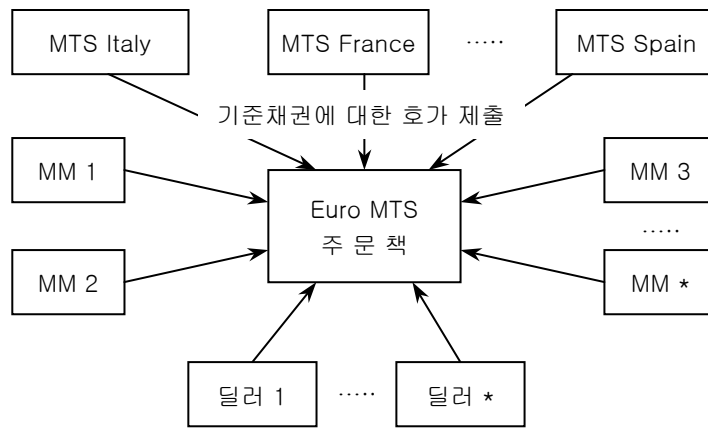 MTS Italy
MTS France
.....
MTS Spain
기준채권에 대한 호가 제출
MM 1
MM 3
Euro MTS
주 문 책
.....
MM 2
MM *
딜러 1
.....
딜러 *